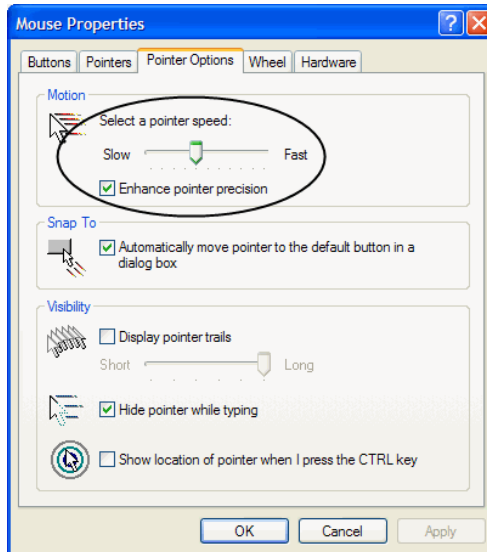 Mouse Properties
Buttons Pointers Pointer Options Wheel Hardware
Motion
Select a pointer speed:
Slow Fast
Enhance pointer precision
Snap To
Automatically move pointer to the default button in a
dialog box
Visibility
Display pointer trails
Short Long
Hide pointer while typing
Show location of pointer when I press the CTRL key
OK Cancel Apply